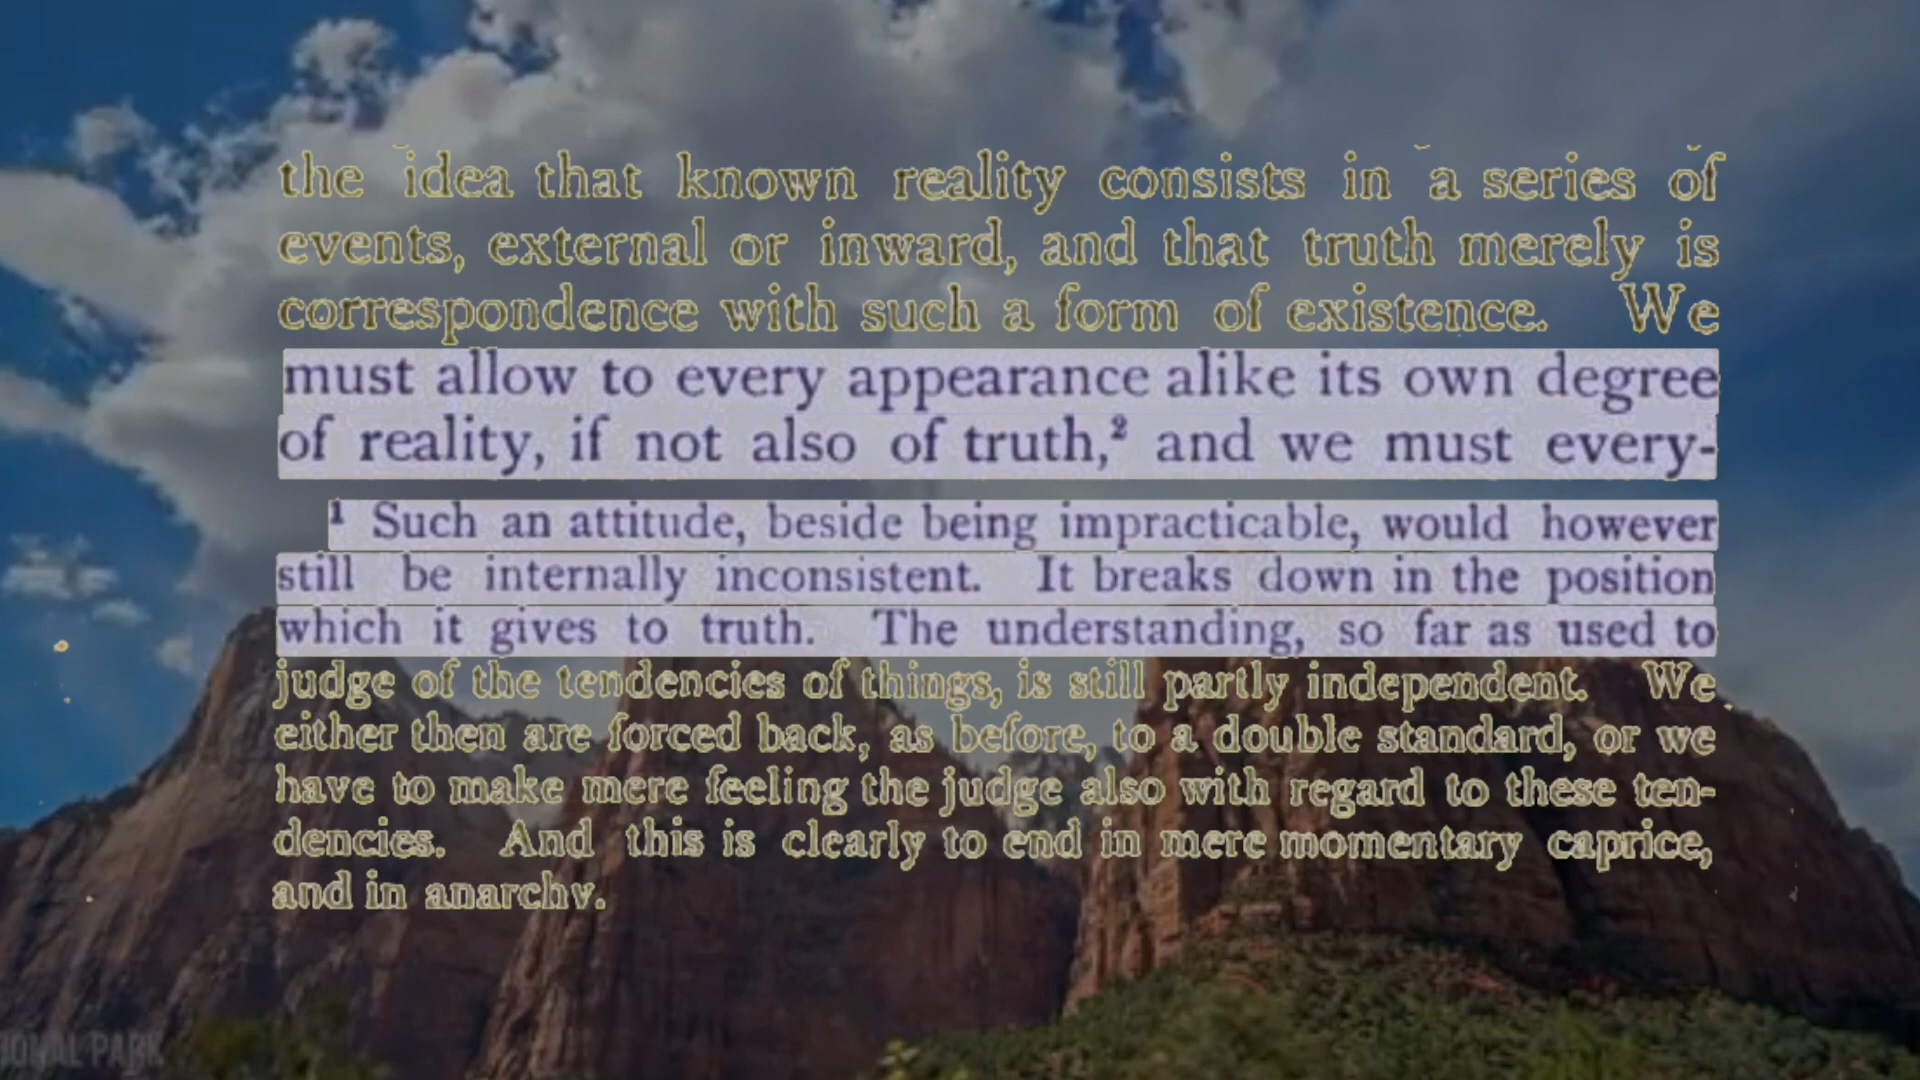 the idea that known reality consists in a series of
events, external or inward, and that truth merely is
correspondence with such a form of existence. We
must allow to every appearance alike its own degree
of reality, if not also of truth,² and we must every-
¹ Such an attitude, beside being impracticable, would however
still be internally inconsistent. It breaks down in the position
which it gives to truth. The understanding, so far as used to
judge of the tendencies of things, is still partly independent. We
either then are forced back, as before, to a double standard, or we
have to make mere feeling the judge also with regard to these ten-
dencies. And this is clearly to end in mere momentary caprice,
and in anarchy.
PARK